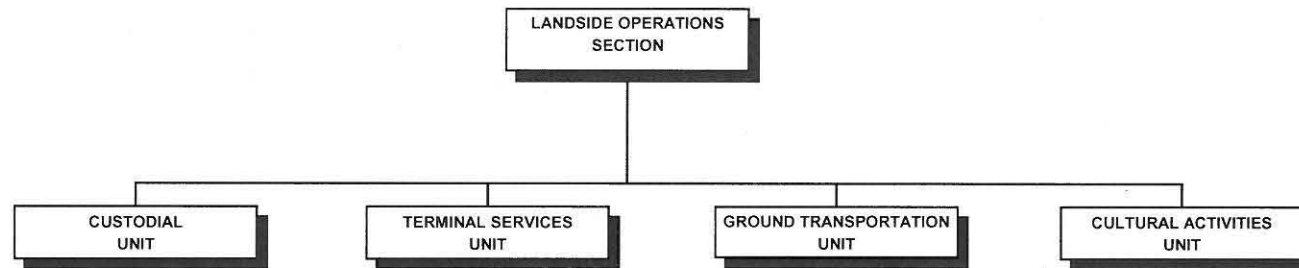 LANDSIDE OPERATIONS
SECTION
CUSTODIAL
UNIT
TERMINAL SERVICES
UNIT
GROUND TRANSPORTATION
UNIT
CULTURAL ACTIVITIES
UNIT